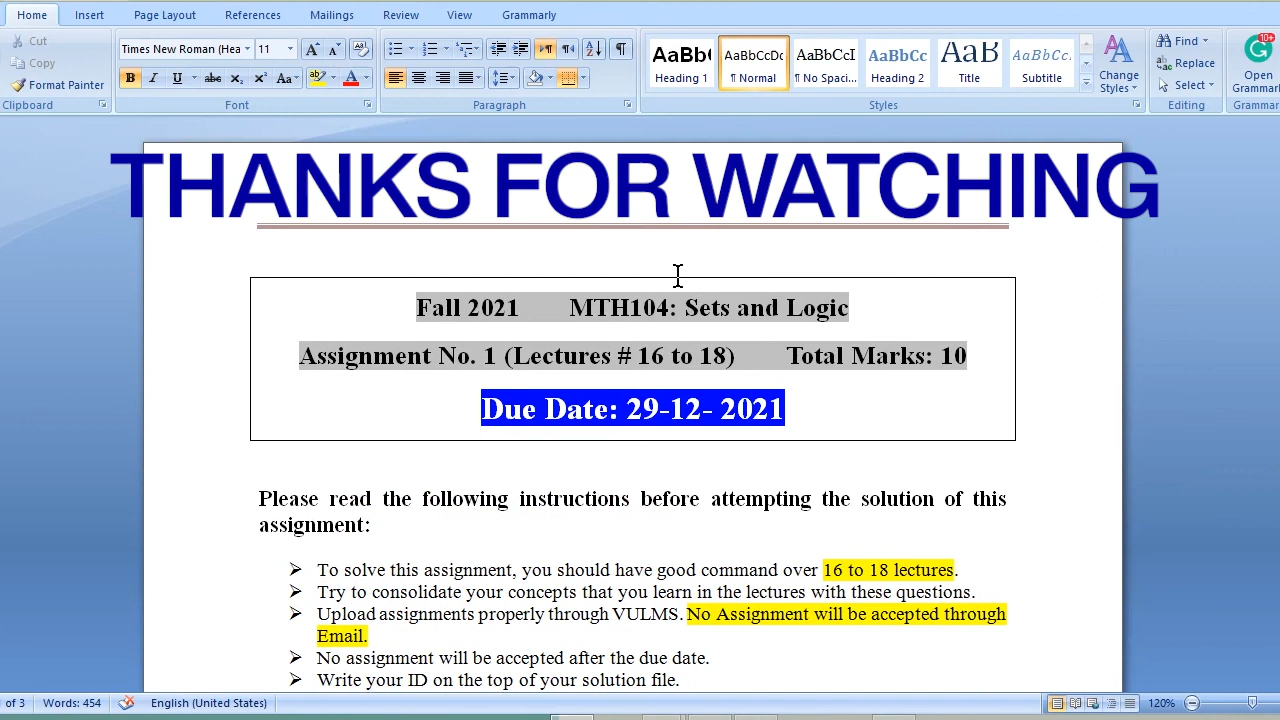 Home Insert Page Layout References Mailings Review View Grammarly
Cut
Copy
Format Painter
Clipboard
Times New Roman (Hea 11
Font
Paragraph
AaBb( AaBbCcDc AaBbCcI AaBbCc AaB AaBbCc.
Heading 1 ¶ Normal ¶ No Spaci... Heading 2 Title Subtitle
Change Styles
Styles
Find
Replace
Select
Editing
10+
Open
Grammar
Grammar
THANKS FOR WATCHING
Fall 2021 MTH104: Sets and Logic
Assignment No. 1 (Lectures # 16 to 18) Total Marks: 10
Due Date: 29-12- 2021
Please read the following instructions before attempting the solution of this
assignment:
To solve this assignment, you should have good command over 16 to 18 lectures.
Try to consolidate your concepts that you learn in the lectures with these questions.
Upload assignments properly through VULMS. No Assignment will be accepted through
Email.
No assignment will be accepted after the due date.
Write your ID on the top of your solution file.
of 3 Words: 454 English (United States) 120%